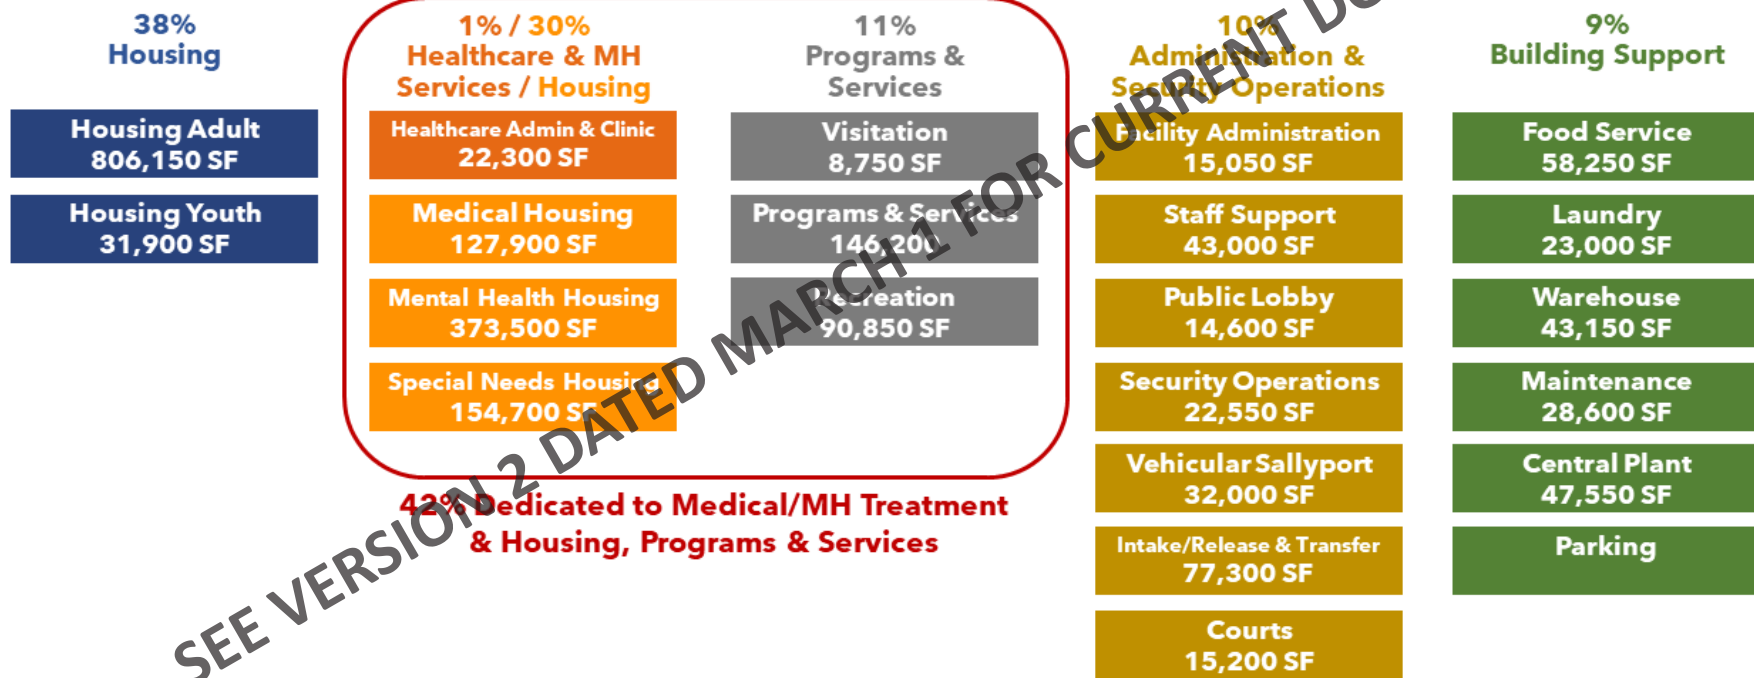 38%
Housing
Housing Adult
806,150 SF
Housing Youth
31,900 SF
1% / 30%
Healthcare & MH
Services / Housing
Healthcare Admin & Clinic
22,300 SF
Medical Housing
127,900 SF
Mental Health Housing
373,500 SF
Special Needs Housing
154,700 SF
11%
Programs &
Services
Visitation
8,750 SF
Programs & Services
146,200
Recreation
90,850 SF
42% Dedicated to Medical/MH Treatment
& Housing, Programs & Services
10%
Administration &
Security Operations
Facility Administration
15,050 SF
Staff Support
43,000 SF
Public Lobby
14,600 SF
Security Operations
22,550 SF
Vehicular Sallyport
32,000 SF
Intake/Release & Transfer
77,300 SF
Courts
15,200 SF
9%
Building Support
Food Service
58,250 SF
Laundry
23,000 SF
Warehouse
43,150 SF
Maintenance
28,600 SF
Central Plant
47,550 SF
Parking
SEE VERSION 2 DATED MARCH 1 FOR CURRENT